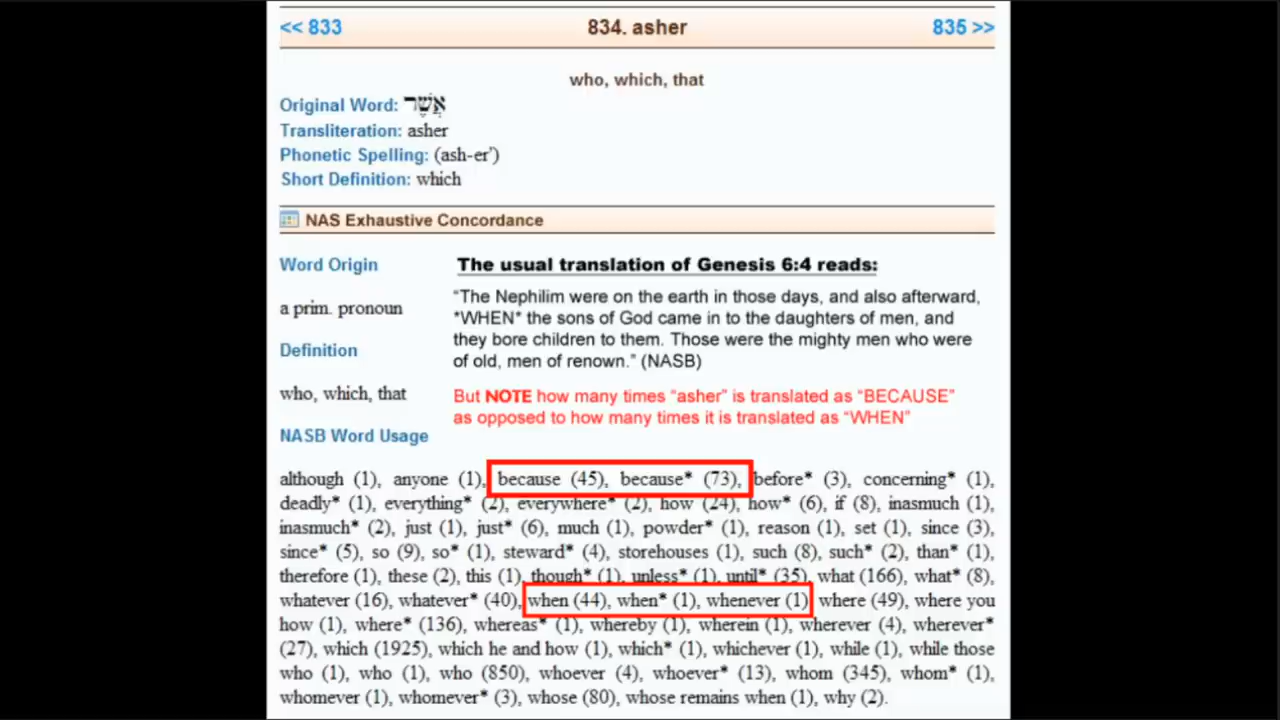 << 833 834. asher 835 >>
who, which, that
Original Word: אֲשֶׁר
Transliteration: asher
Phonetic Spelling: (ash-er')
Short Definition: which
NAS Exhaustive Concordance
Word Origin
a prim. pronoun
Definition
who, which, that
NASB Word Usage
The usual translation of Genesis 6:4 reads:
“The Nephilim were on the earth in those days, and also afterward,
*WHEN* the sons of God came in to the daughters of men, and
they bore children to them. Those were the mighty men who were
of old, men of renown.” (NASB)
But NOTE how many times “asher” is translated as “BECAUSE”
as opposed to how many times it is translated as “WHEN”
although (1), anyone (1), because (45), because* (73), before* (3), concerning* (1),
deadly* (1), everything* (2), everywhere* (2), how (24), how* (6), if (8), inasmuch (1),
inasmuch* (2), just (1), just* (6), much (1), powder* (1), reason (1), set (1), since (3),
since* (5), so (9), so* (1), steward* (4), storehouses (1), such (8), such* (2), than* (1),
therefore (1), these (2), this (1), though* (1), unless* (1), until* (35), what (166), what* (8),
whatever (16), whatever* (40), when (44), when* (1), whenever (1) where (49), where you
how (1), where* (136), whereas* (1), whereby (1), wherein (1), wherever (4), wherever*
(27), which (1925), which he and how (1), which* (1), whichever (1), while (1), while those
who (1), who (1), who (850), whoever (4), whoever* (13), whom (345), whom* (1),
whomever (1), whomever* (3), whose (80), whose remains when (1), why (2).